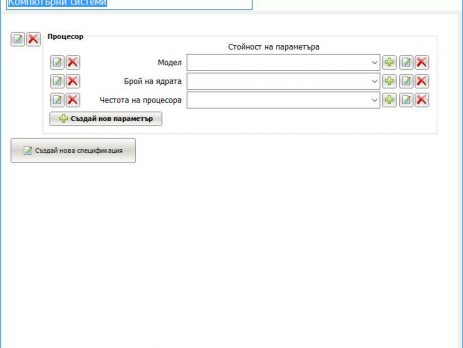 Компютърни системи
Процесор
Стойност на параметъра
Модел
Брой на ядрата
Честота на процесора
Създай нов параметър
Създай нова спецификация